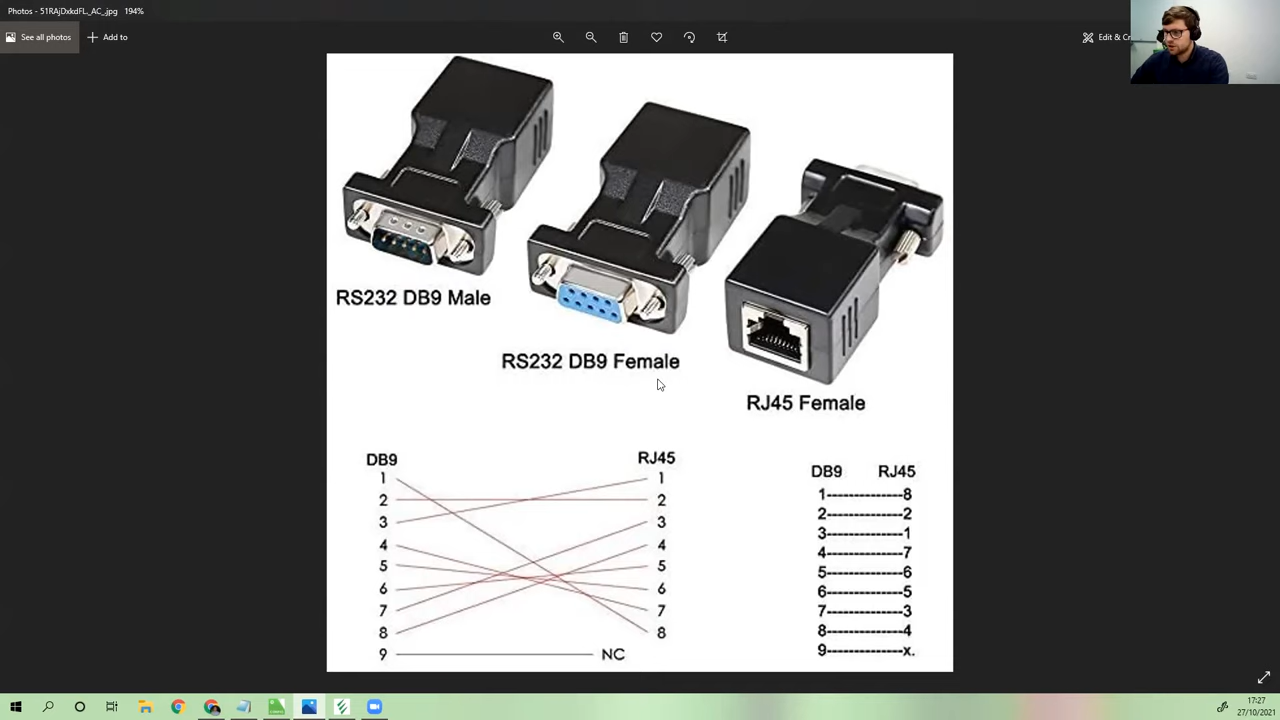 Photos - 51RAjDxkdFL_AC_.jpg 194%
See all photos
Add to
Edit & Cr
RS232 DB9 Male
RS232 DB9 Female
RJ45 Female
DB9 RJ45
1 1
2 2
3 3
4 4
5 5
6 6
7 7
8 8
9 NC
DB9 RJ45
1--------------8
2--------------2
3--------------1
4--------------7
5--------------6
6--------------5
7--------------3
8--------------4
9--------------x.
17:27
27/10/2021